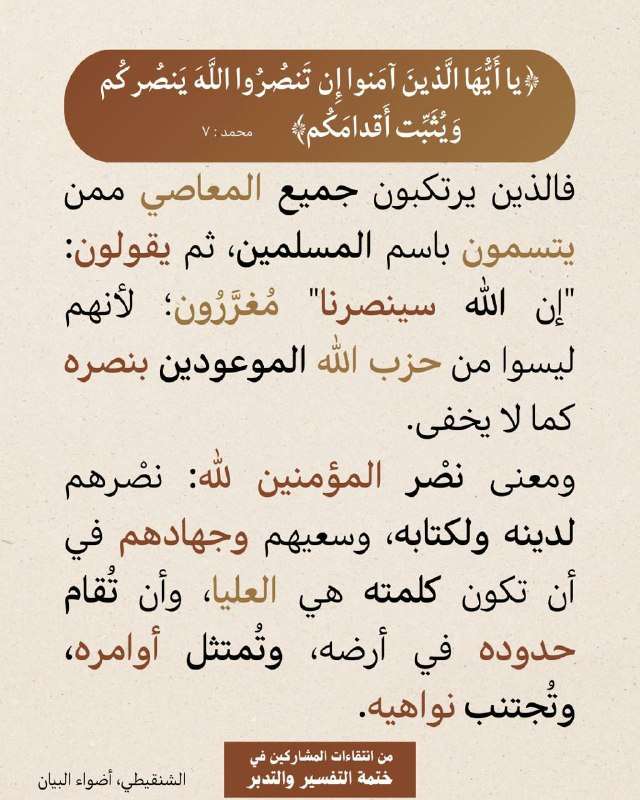 ﴿يا أَيُّهَا الَّذينَ آمَنوا إِن تَنصُرُوا اللَّهَ يَنصُركُم
وَيُثَبِّت أَقدامَكُم﴾ محمد : ٧
فالذين يرتكبون جميع المعاصي ممن
يتسمون باسم المسلمين، ثم يقولون:
"إن الله سينصرنا" مُغرَّرُون؛ لأنهم
ليسوا من حزب الله الموعودين بنصره
كما لا يخفى.
ومعنى نصْر المؤمنين لله: نصْرهم
لدينه ولكتابه، وسعيهم وجهادهم في
أن تكون كلمته هي العليا، وأن تُقام
حدوده في أرضه، وتُمتثل أوامره،
وتُجتنب نواهيه.
من انتقاءات المشاركين في
ختمة التفسير والتدبر
الشنقيطي، أضواء البيان